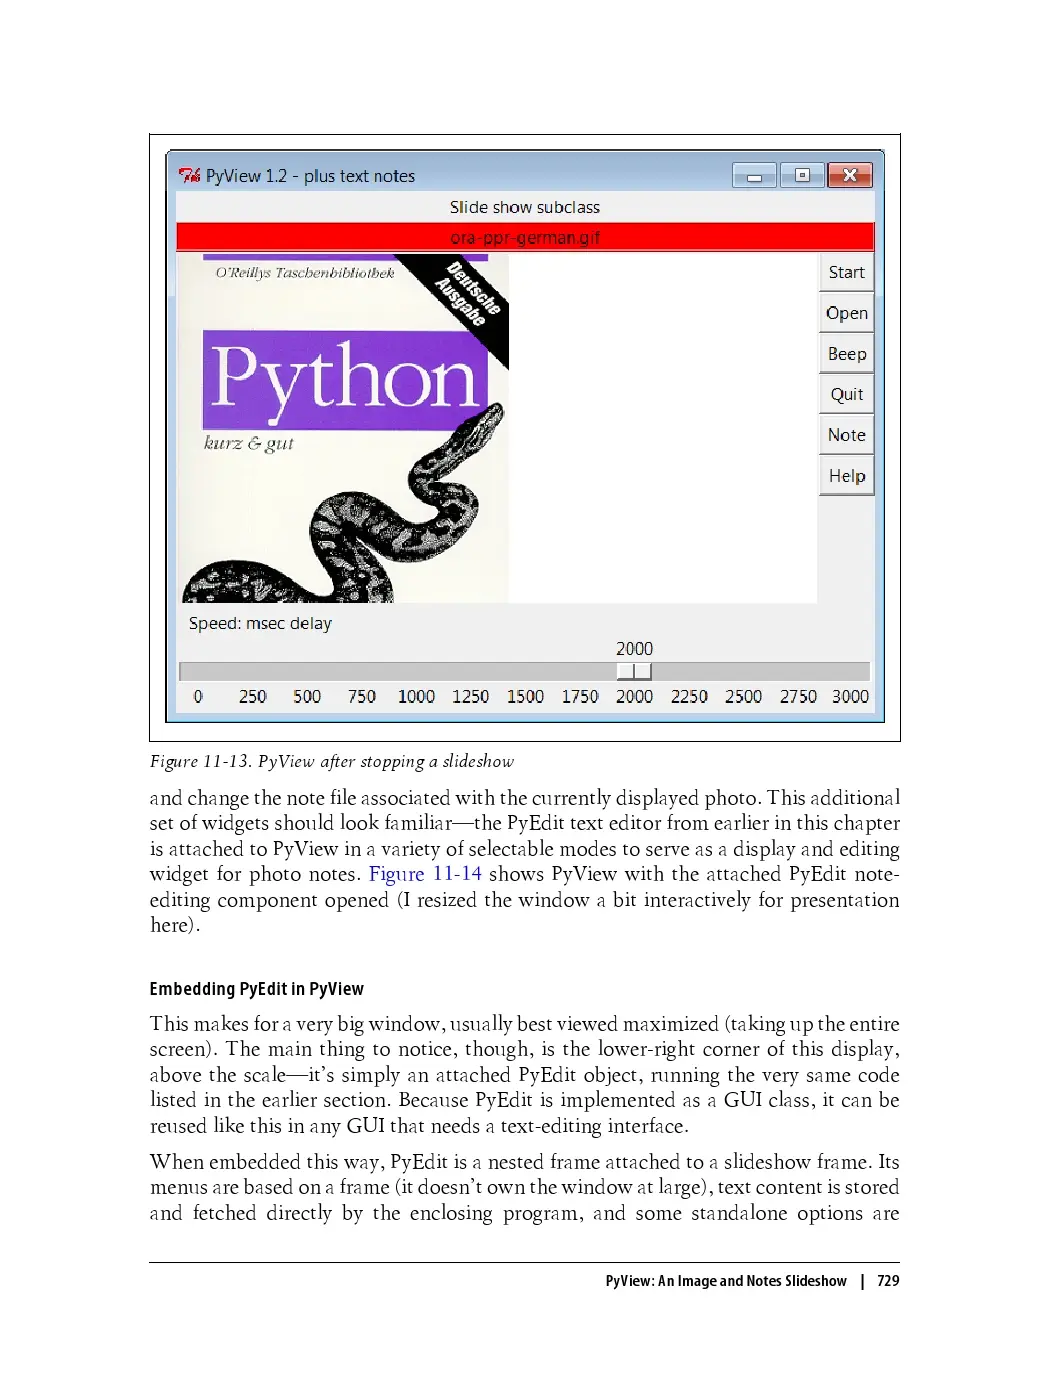 PyView 1.2 - plus text notes
Slide show subclass
ora-ppr-german.gif
O'Reillys Taschenbibliothek
Deutsche
Ausgabe
Python
kurz & gut
Start
Open
Beep
Quit
Note
Help
Speed: msec delay
2000
0 250 500 750 1000 1250 1500 1750 2000 2250 2500 2750 3000
Figure 11-13. PyView after stopping a slideshow
and change the note file associated with the currently displayed photo. This additional
set of widgets should look familiar—the PyEdit text editor from earlier in this chapter
is attached to PyView in a variety of selectable modes to serve as a display and editing
widget for photo notes. Figure 11-14 shows PyView with the attached PyEdit note-
editing component opened (I resized the window a bit interactively for presentation
here).
Embedding PyEdit in PyView
This makes for a very big window, usually best viewed maximized (taking up the entire
screen). The main thing to notice, though, is the lower-right corner of this display,
above the scale—it’s simply an attached PyEdit object, running the very same code
listed in the earlier section. Because PyEdit is implemented as a GUI class, it can be
reused like this in any GUI that needs a text-editing interface.
When embedded this way, PyEdit is a nested frame attached to a slideshow frame. Its
menus are based on a frame (it doesn’t own the window at large), text content is stored
and fetched directly by the enclosing program, and some standalone options are
PyView: An Image and Notes Slideshow | 729